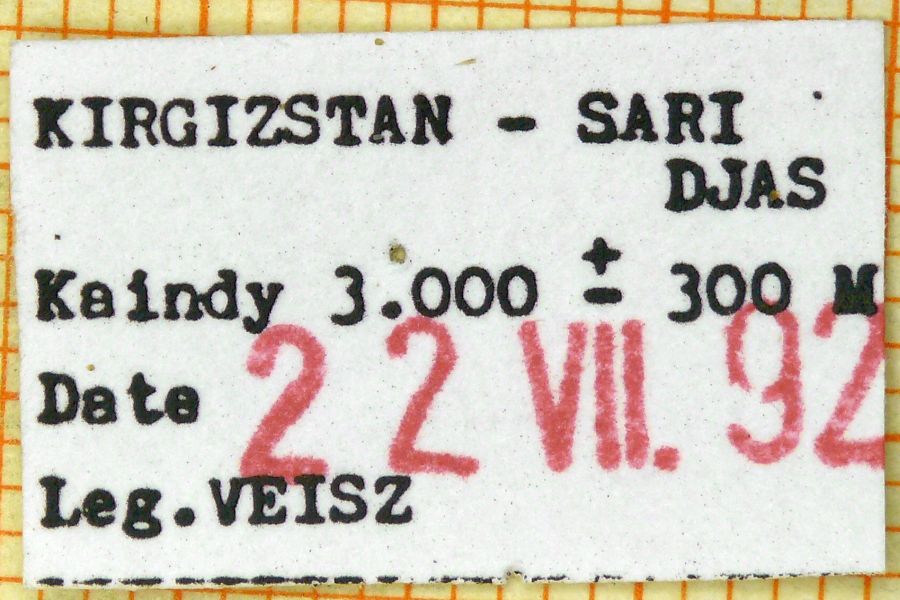 KIRGIZSTAN - SARI
DJAS
Kaindy 3.000 ± 300 M
Date 22 VII. 92
Leg.VEISZ